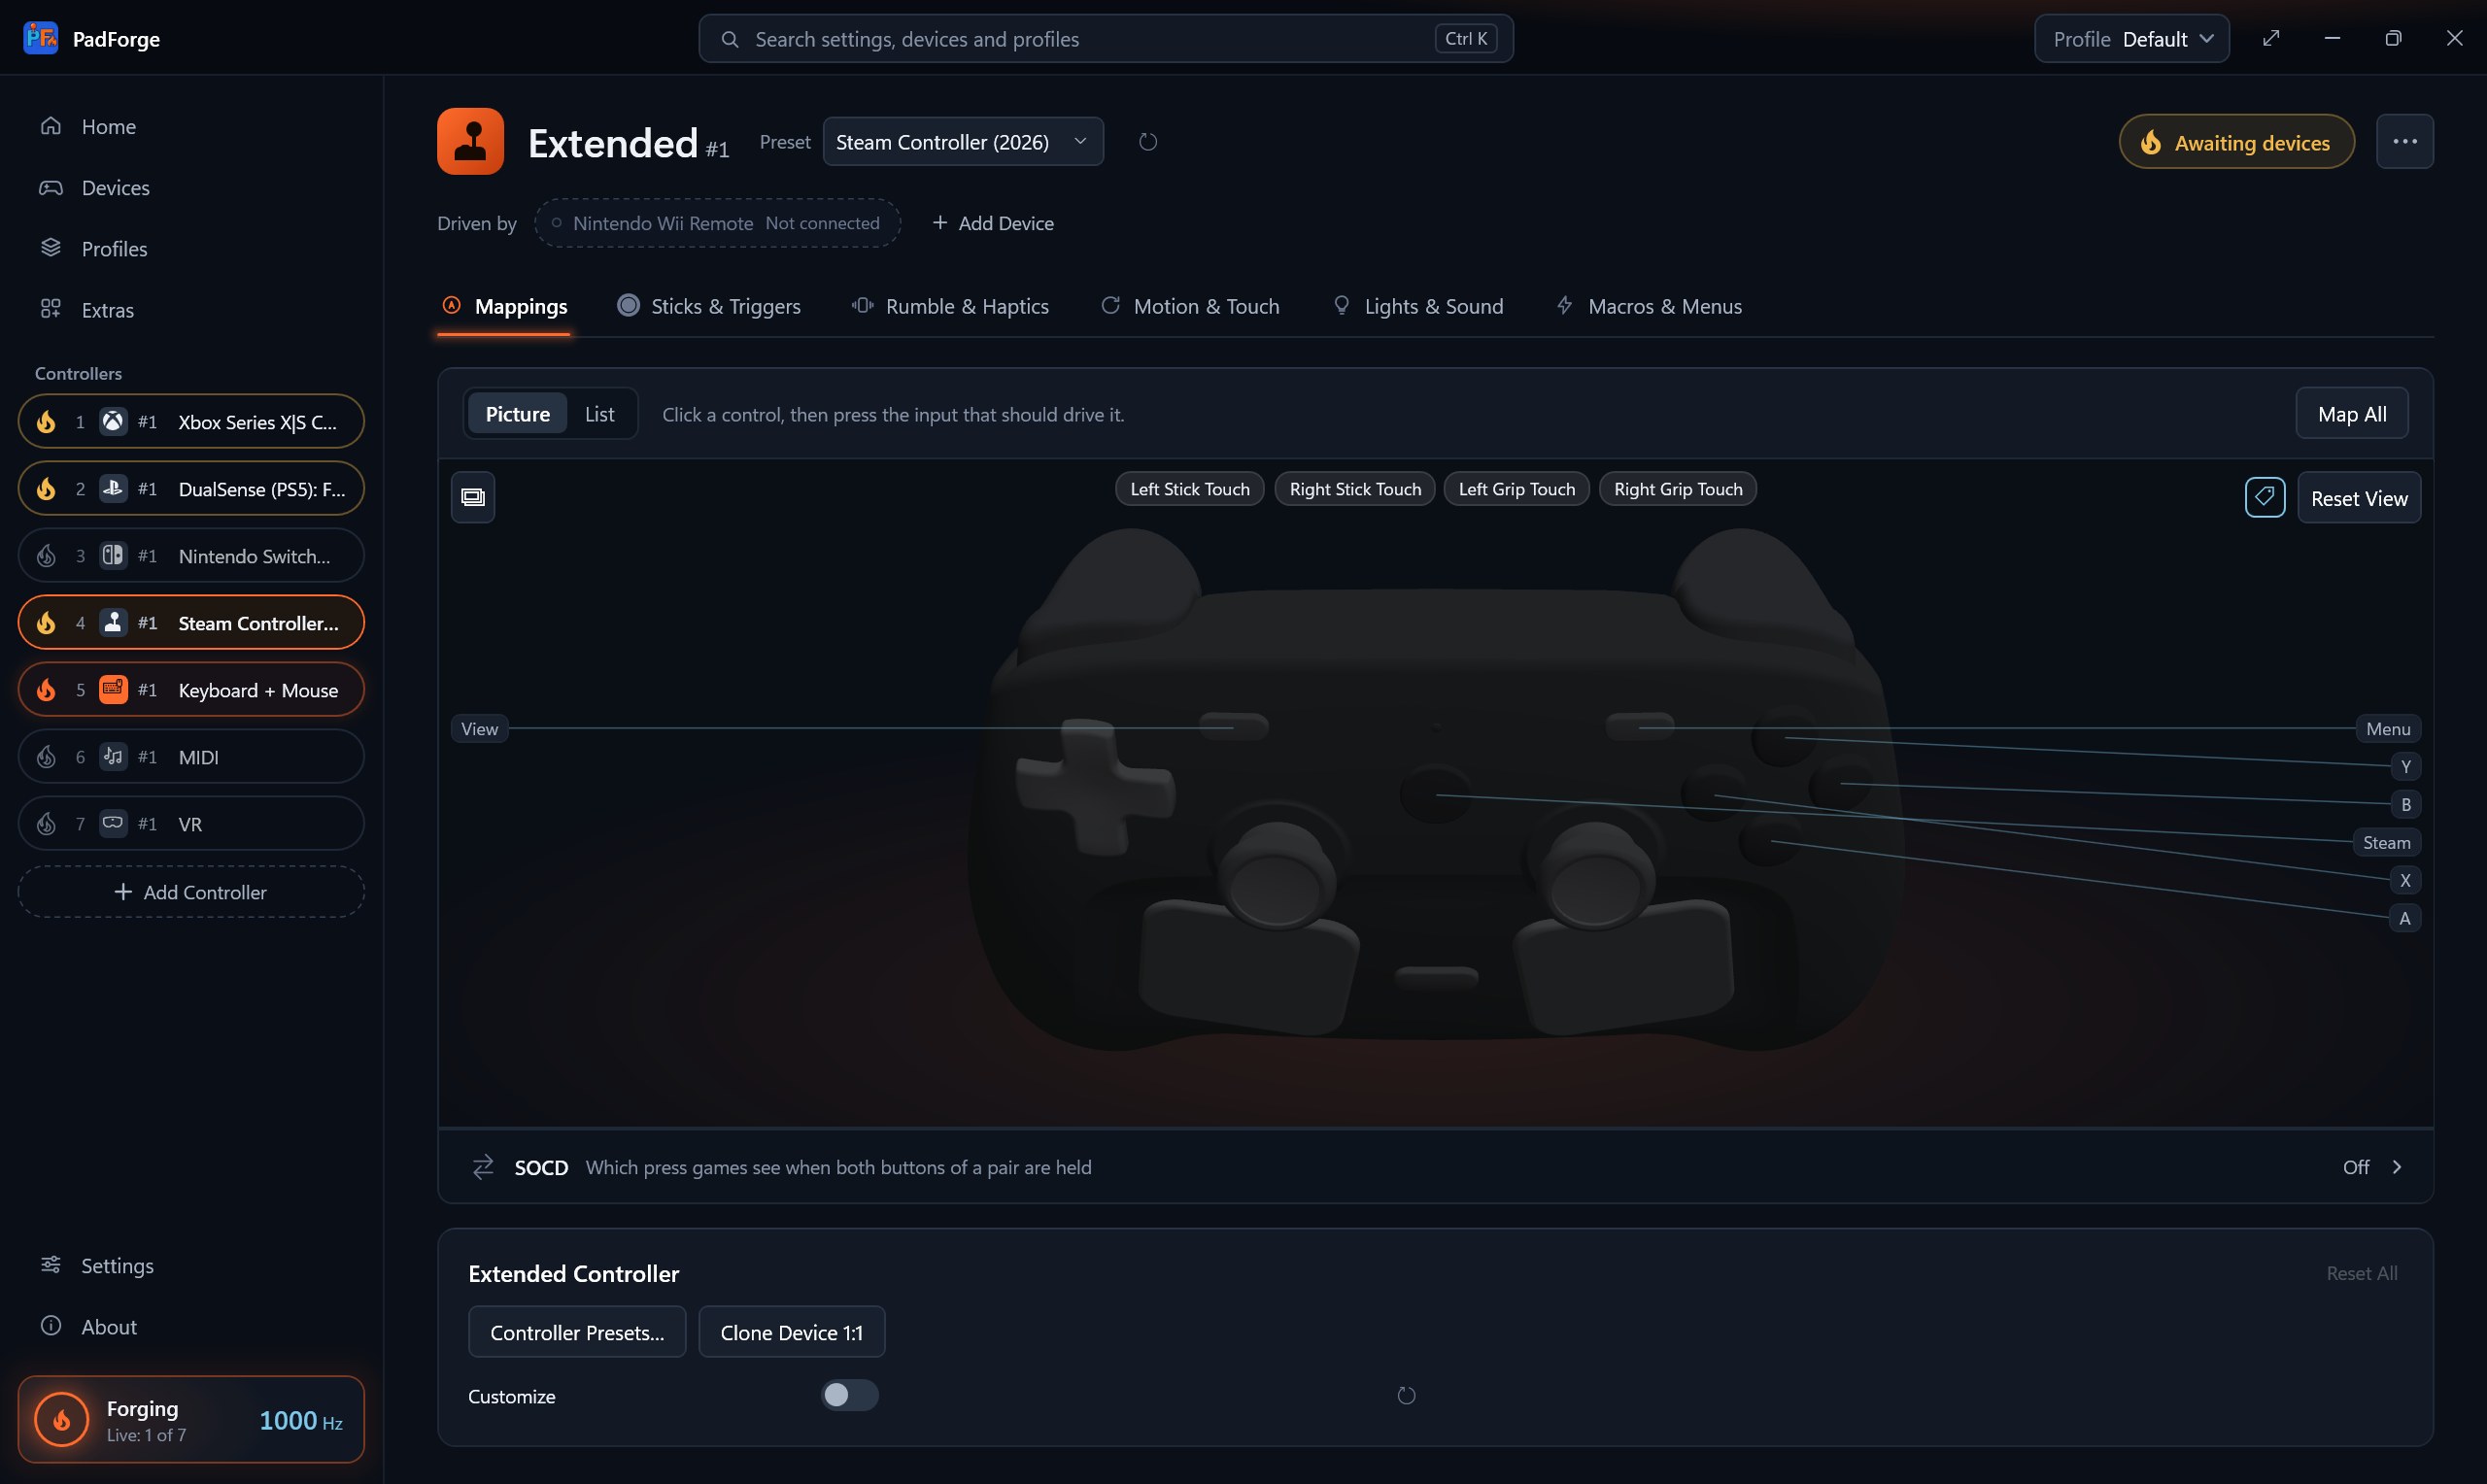 PF PadForge
Search settings, devices and profiles
Ctrl K
Profile Default
Home
Devices
Profiles
Extras
Controllers
1 #1 Xbox Series X|S C...
2 #1 DualSense (PS5): F...
3 #1 Nintendo Switch...
4 #1 Steam Controller...
5 #1 Keyboard + Mouse
6 #1 MIDI
7 #1 VR
+ Add Controller
Settings
About
Forging
Live: 1 of 7
1000 Hz
Extended #1
Preset Steam Controller (2026)
Awaiting devices
Driven by Nintendo Wii Remote Not connected + Add Device
Mappings
Sticks & Triggers
Rumble & Haptics
Motion & Touch
Lights & Sound
Macros & Menus
Picture List Click a control, then press the input that should drive it.
Map All
Left Stick Touch
Right Stick Touch
Left Grip Touch
Right Grip Touch
Reset View
View
Menu
Y
B
Steam
X
A
SOCD Which press games see when both buttons of a pair are held
Off
Extended Controller
Reset All
Controller Presets...
Clone Device 1:1
Customize